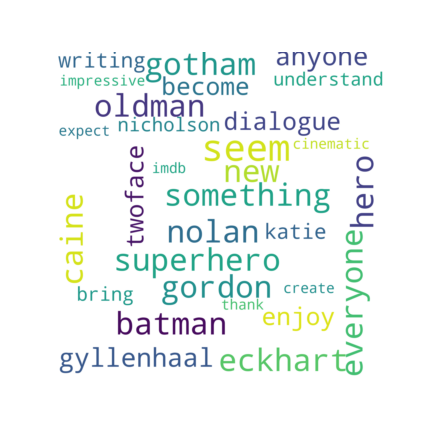 writing gotham anyone
impressive become understand
oldman
expect nicholson dialogue
seem cinematic
twoface imdb new hero
caine something
nolan katie
superhero everyone
gordon
bring create
thank
batman enjoy
gyllenhaal eckhart